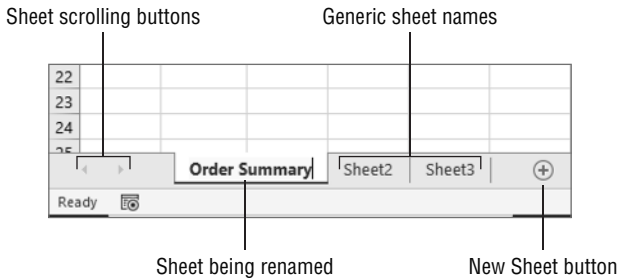 Sheet scrolling buttons Generic sheet names
22
23
24
25
Order Summary Sheet2 Sheet3
Ready
Sheet being renamed New Sheet button